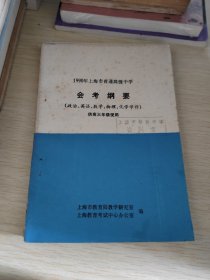 1990年上海市普通高级中学
会考纲要
(政治、英语、数学、物理、化学学科)
供高三年级使用
上海市教育局教学研究室
上海教育考试中心办公室
编